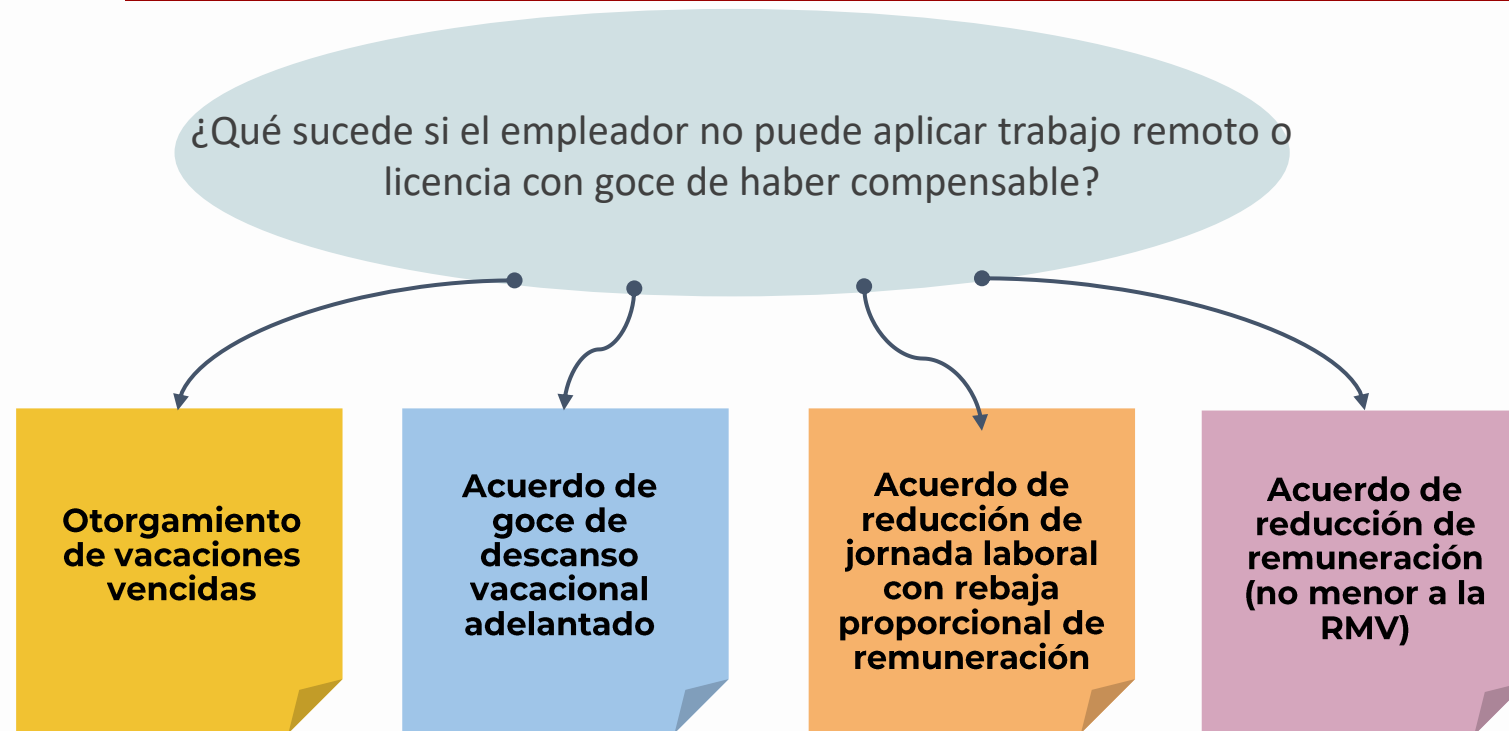 ¿Qué sucede si el empleador no puede aplicar trabajo remoto o
licencia con goce de haber compensable?
Otorgamiento
de vacaciones
vencidas
Acuerdo de
goce de
descanso
vacacional
adelantado
Acuerdo de
reducción de
jornada laboral
con rebaja
proporcional de
remuneración
Acuerdo de
reducción de
remuneración
(no menor a la
RMV)